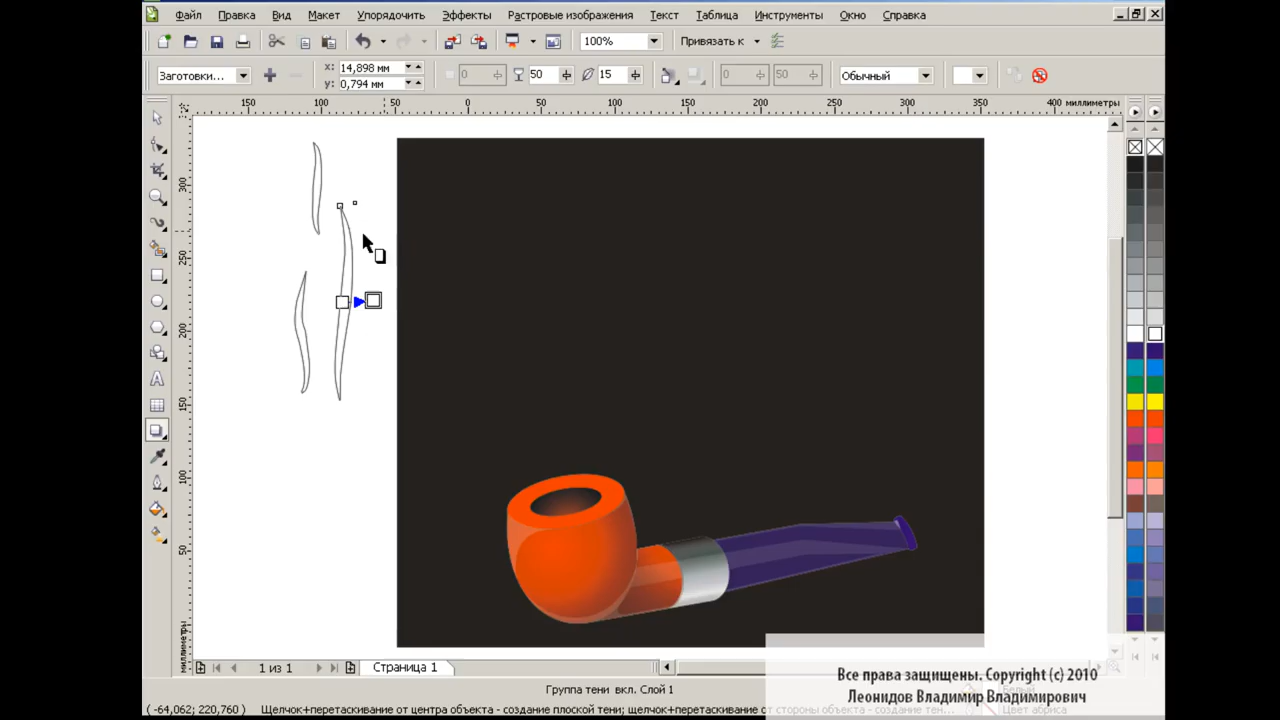 Файл Правка Вид Макет Упорядочить Эффекты Растровые изображения Текст Таблица Инструменты Окно Справка
100% Привязать к
Заготовки... x: 14,898 мм 0 50 15 0 50 Обычный
y: 0,794 мм
150 100 50 0 50 100 150 200 250 300 350 400 миллиметры
300
250
200
150
100
50
миллиметры
1 из 1 Страница 1
Группа тени вкл. Слой 1
( -64,062; 220,760 ) Щелчок+перетаскивание от центра объекта - создание плоской тени; щелчок+перетаскивание от стороны объекта - создание тен...
Белый
Цвет абриса
Все права защищены. Copyright (c) 2010
Леонидов Владимир Владимирович